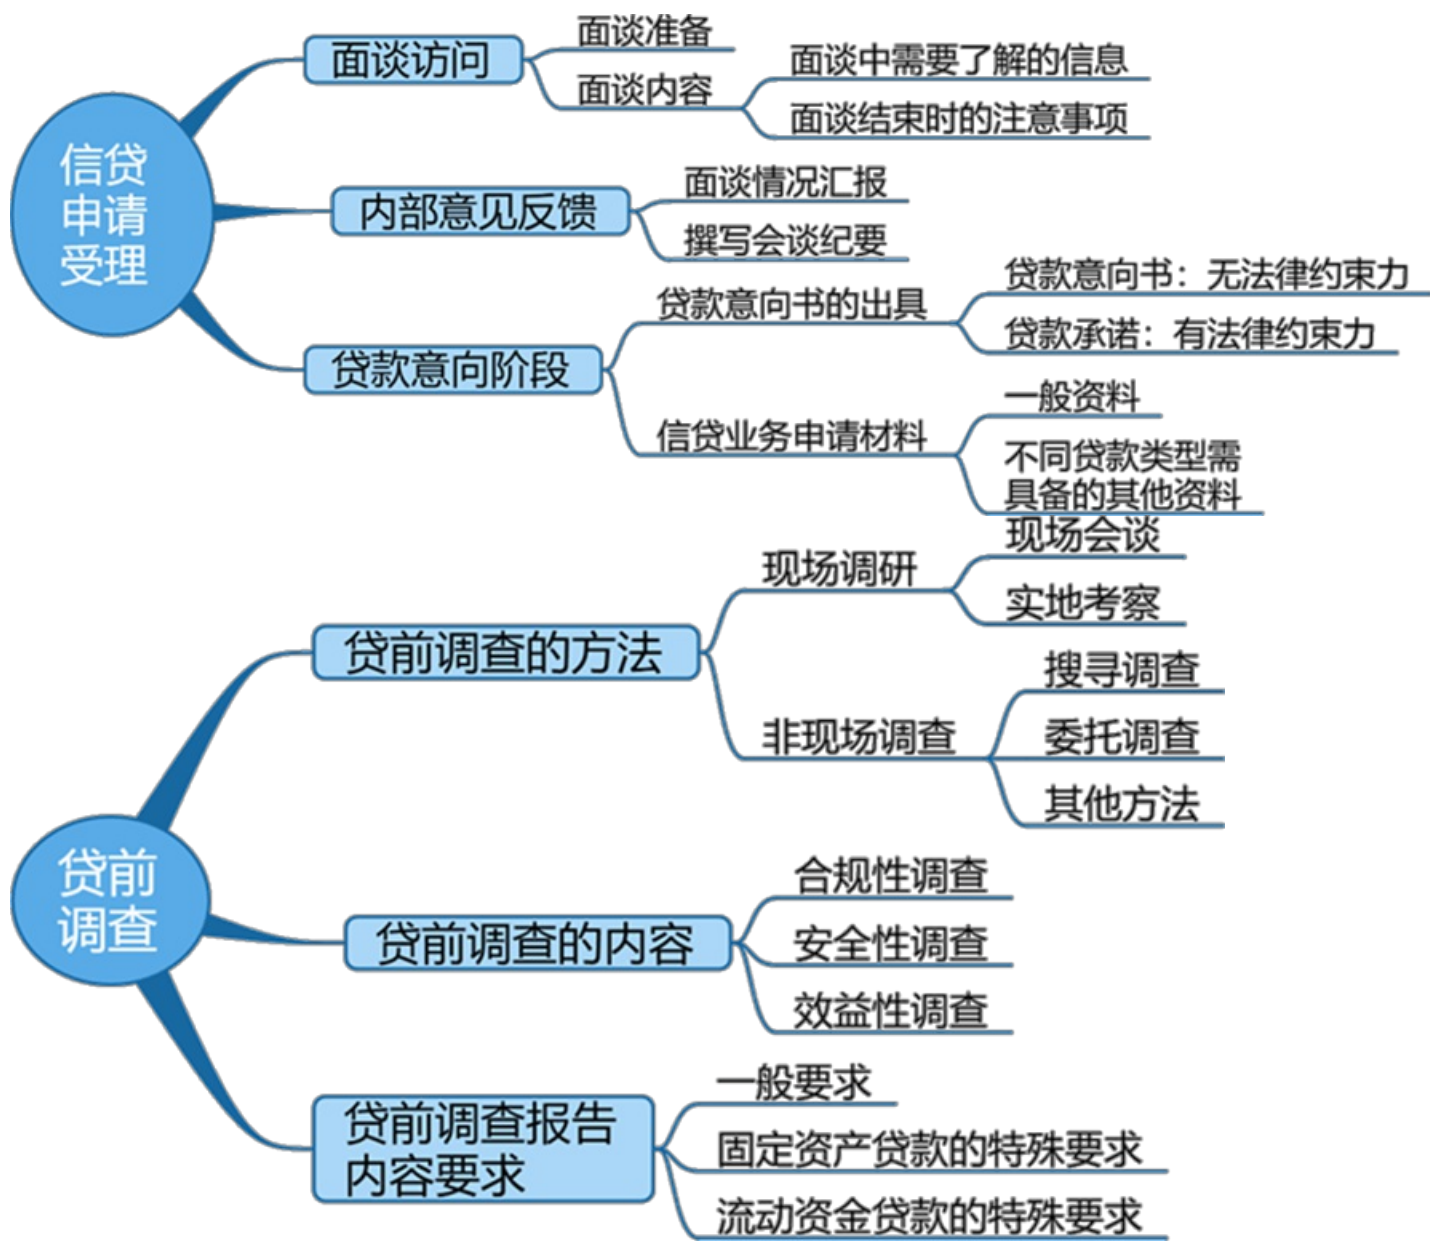 信贷
申请
受理
面谈访问
面谈准备
面谈内容
面谈中需要了解的信息
面谈结束时的注意事项
内部意见反馈
面谈情况汇报
撰写会谈纪要
贷款意向阶段
贷款意向书的出具
贷款意向书：无法律约束力
贷款承诺：有法律约束力
信贷业务申请材料
一般资料
不同贷款类型需
具备的其他资料
贷前
调查
贷前调查的方法
现场调研
现场会谈
实地考察
非现场调查
搜寻调查
委托调查
其他方法
贷前调查的内容
合规性调查
安全性调查
效益性调查
贷前调查报告
内容要求
一般要求
固定资产贷款的特殊要求
流动资金贷款的特殊要求